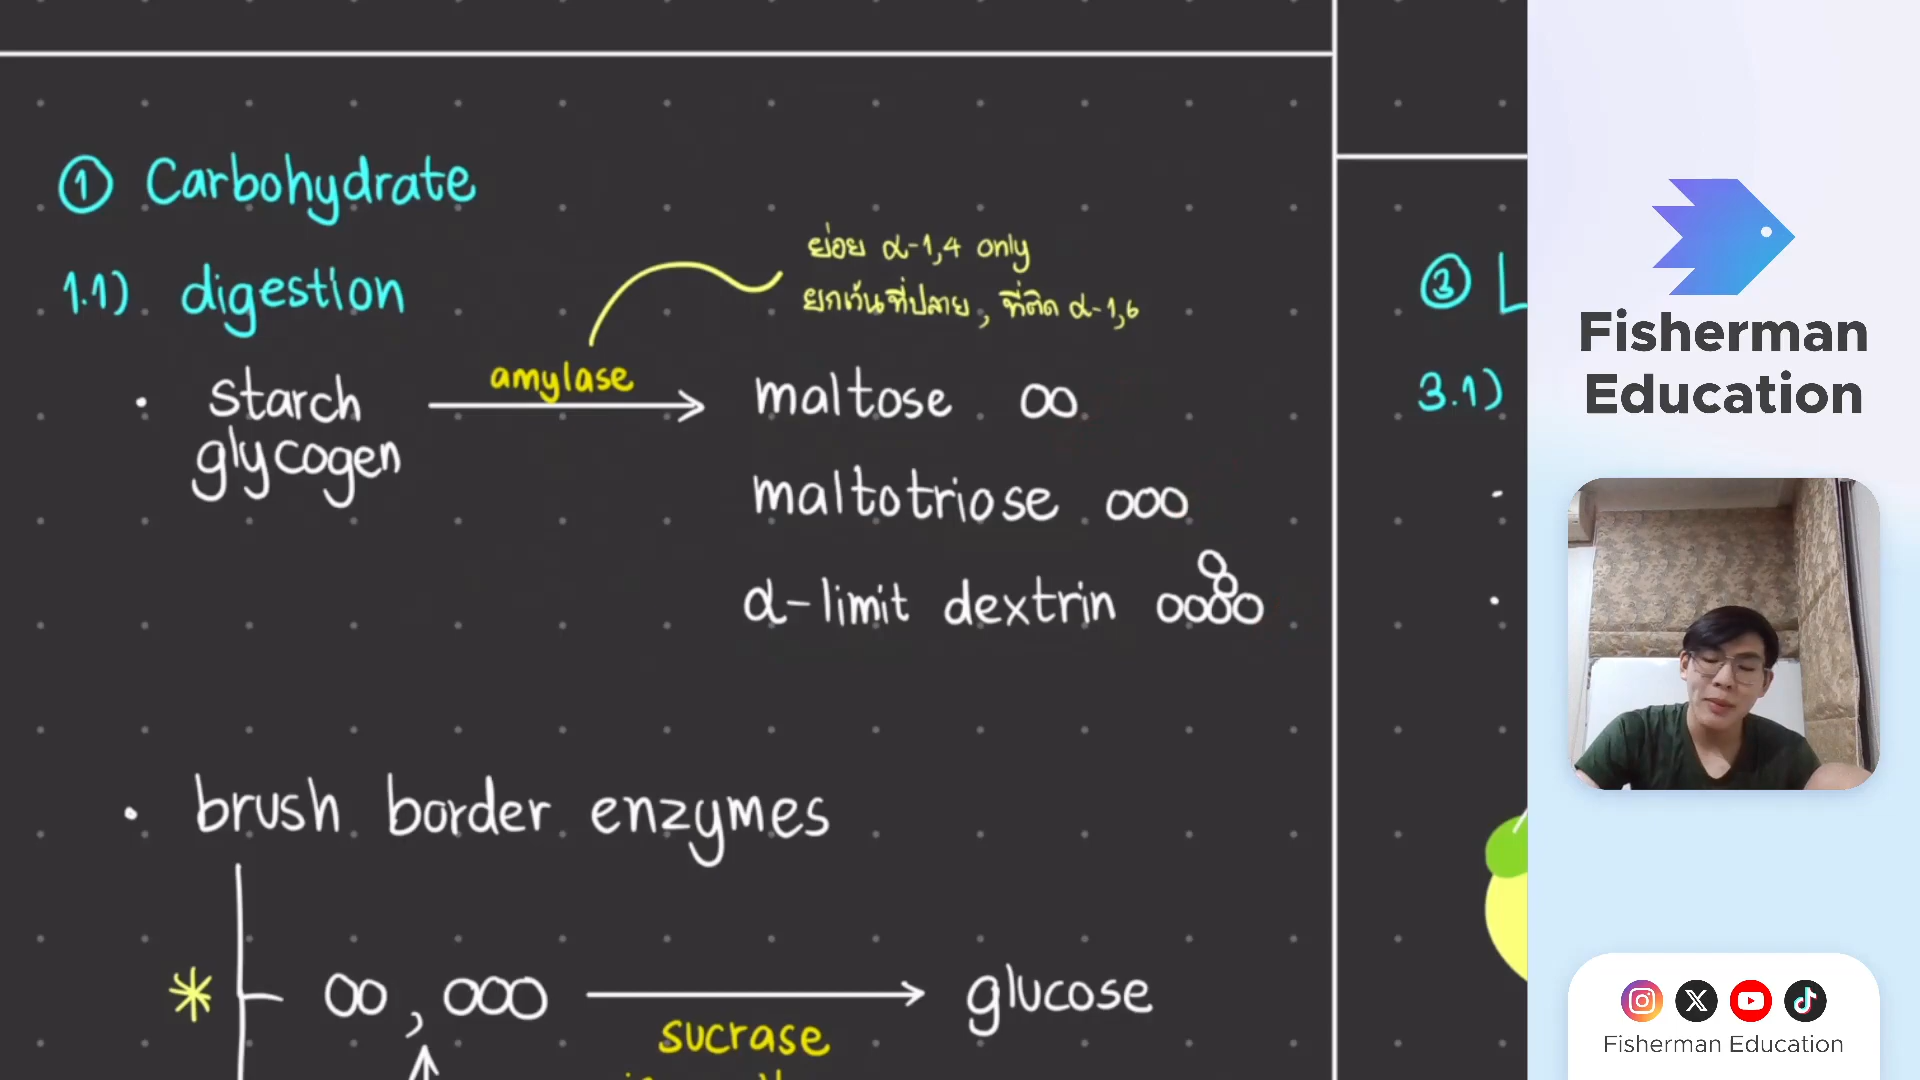 ① Carbohydrate
1.1) digestion
ย่อย α-1,4 only
ยกเว้นที่ปลาย, ที่ติด α-1,6
starch
glycogen
amylase
maltose
maltotriose
α-limit dextrin
• brush border enzymes
* , glucose
sucrase
③ L
3.1)
Fisherman
Education
Fisherman Education